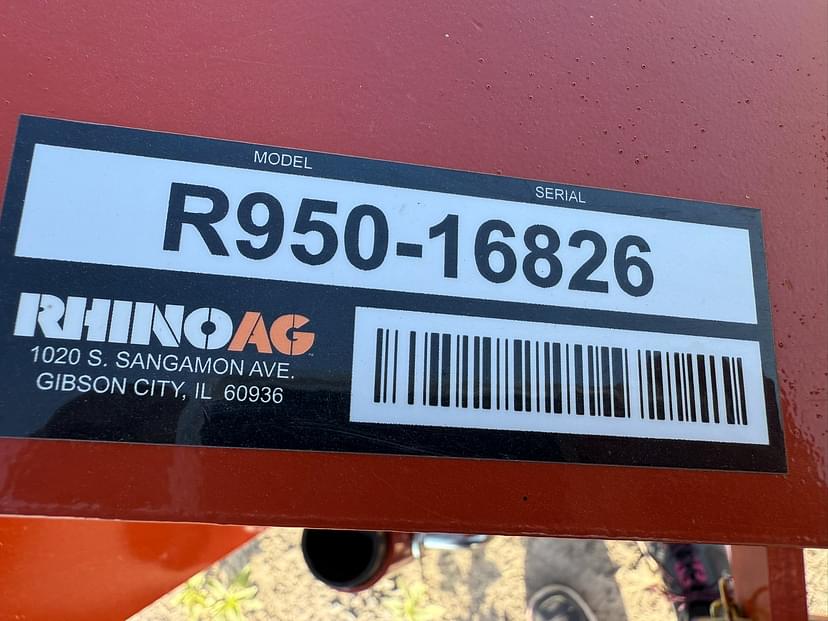 MODEL SERIAL
R950-16826
RHINOAG
1020 S. SANGAMON AVE.
GIBSON CITY, IL 60936